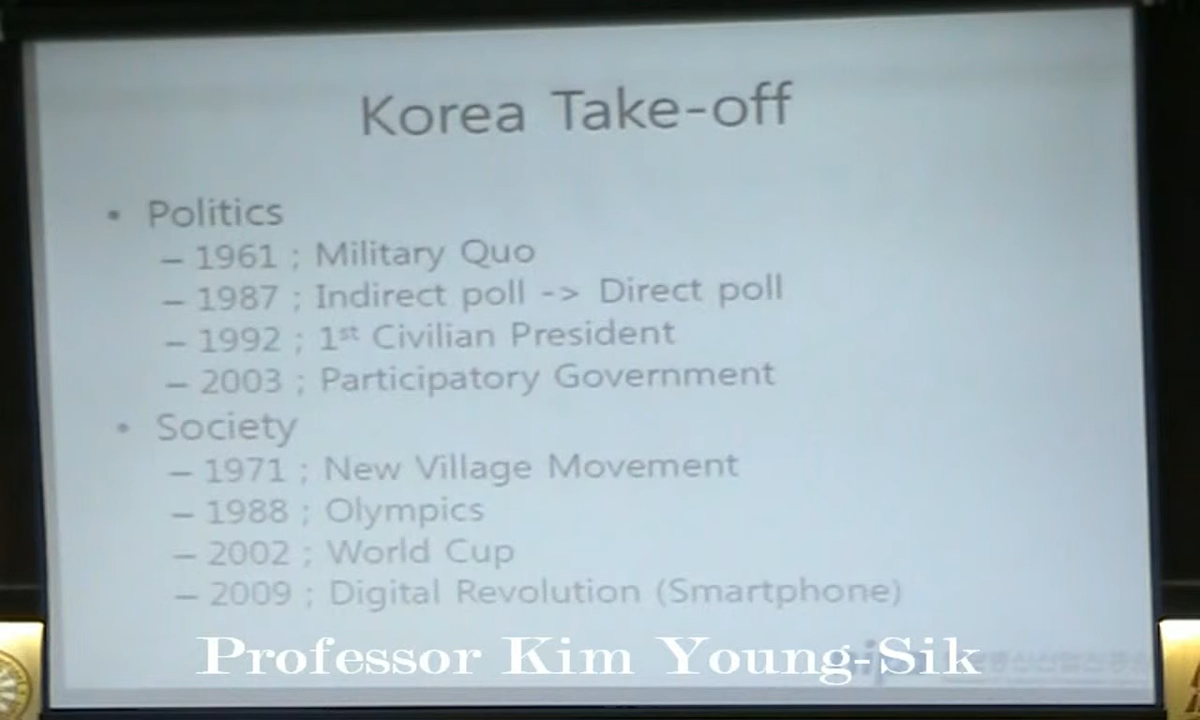 Korea Take-off
• Politics
– 1961 ; Military Quo
– 1987 ; Indirect poll -> Direct poll
– 1992 ; 1st Civilian President
– 2003 ; Participatory Government
• Society
– 1971 ; New Village Movement
– 1988 ; Olympics
– 2002 ; World Cup
– 2009 ; Digital Revolution (Smartphone)
Professor Kim Young-Sik